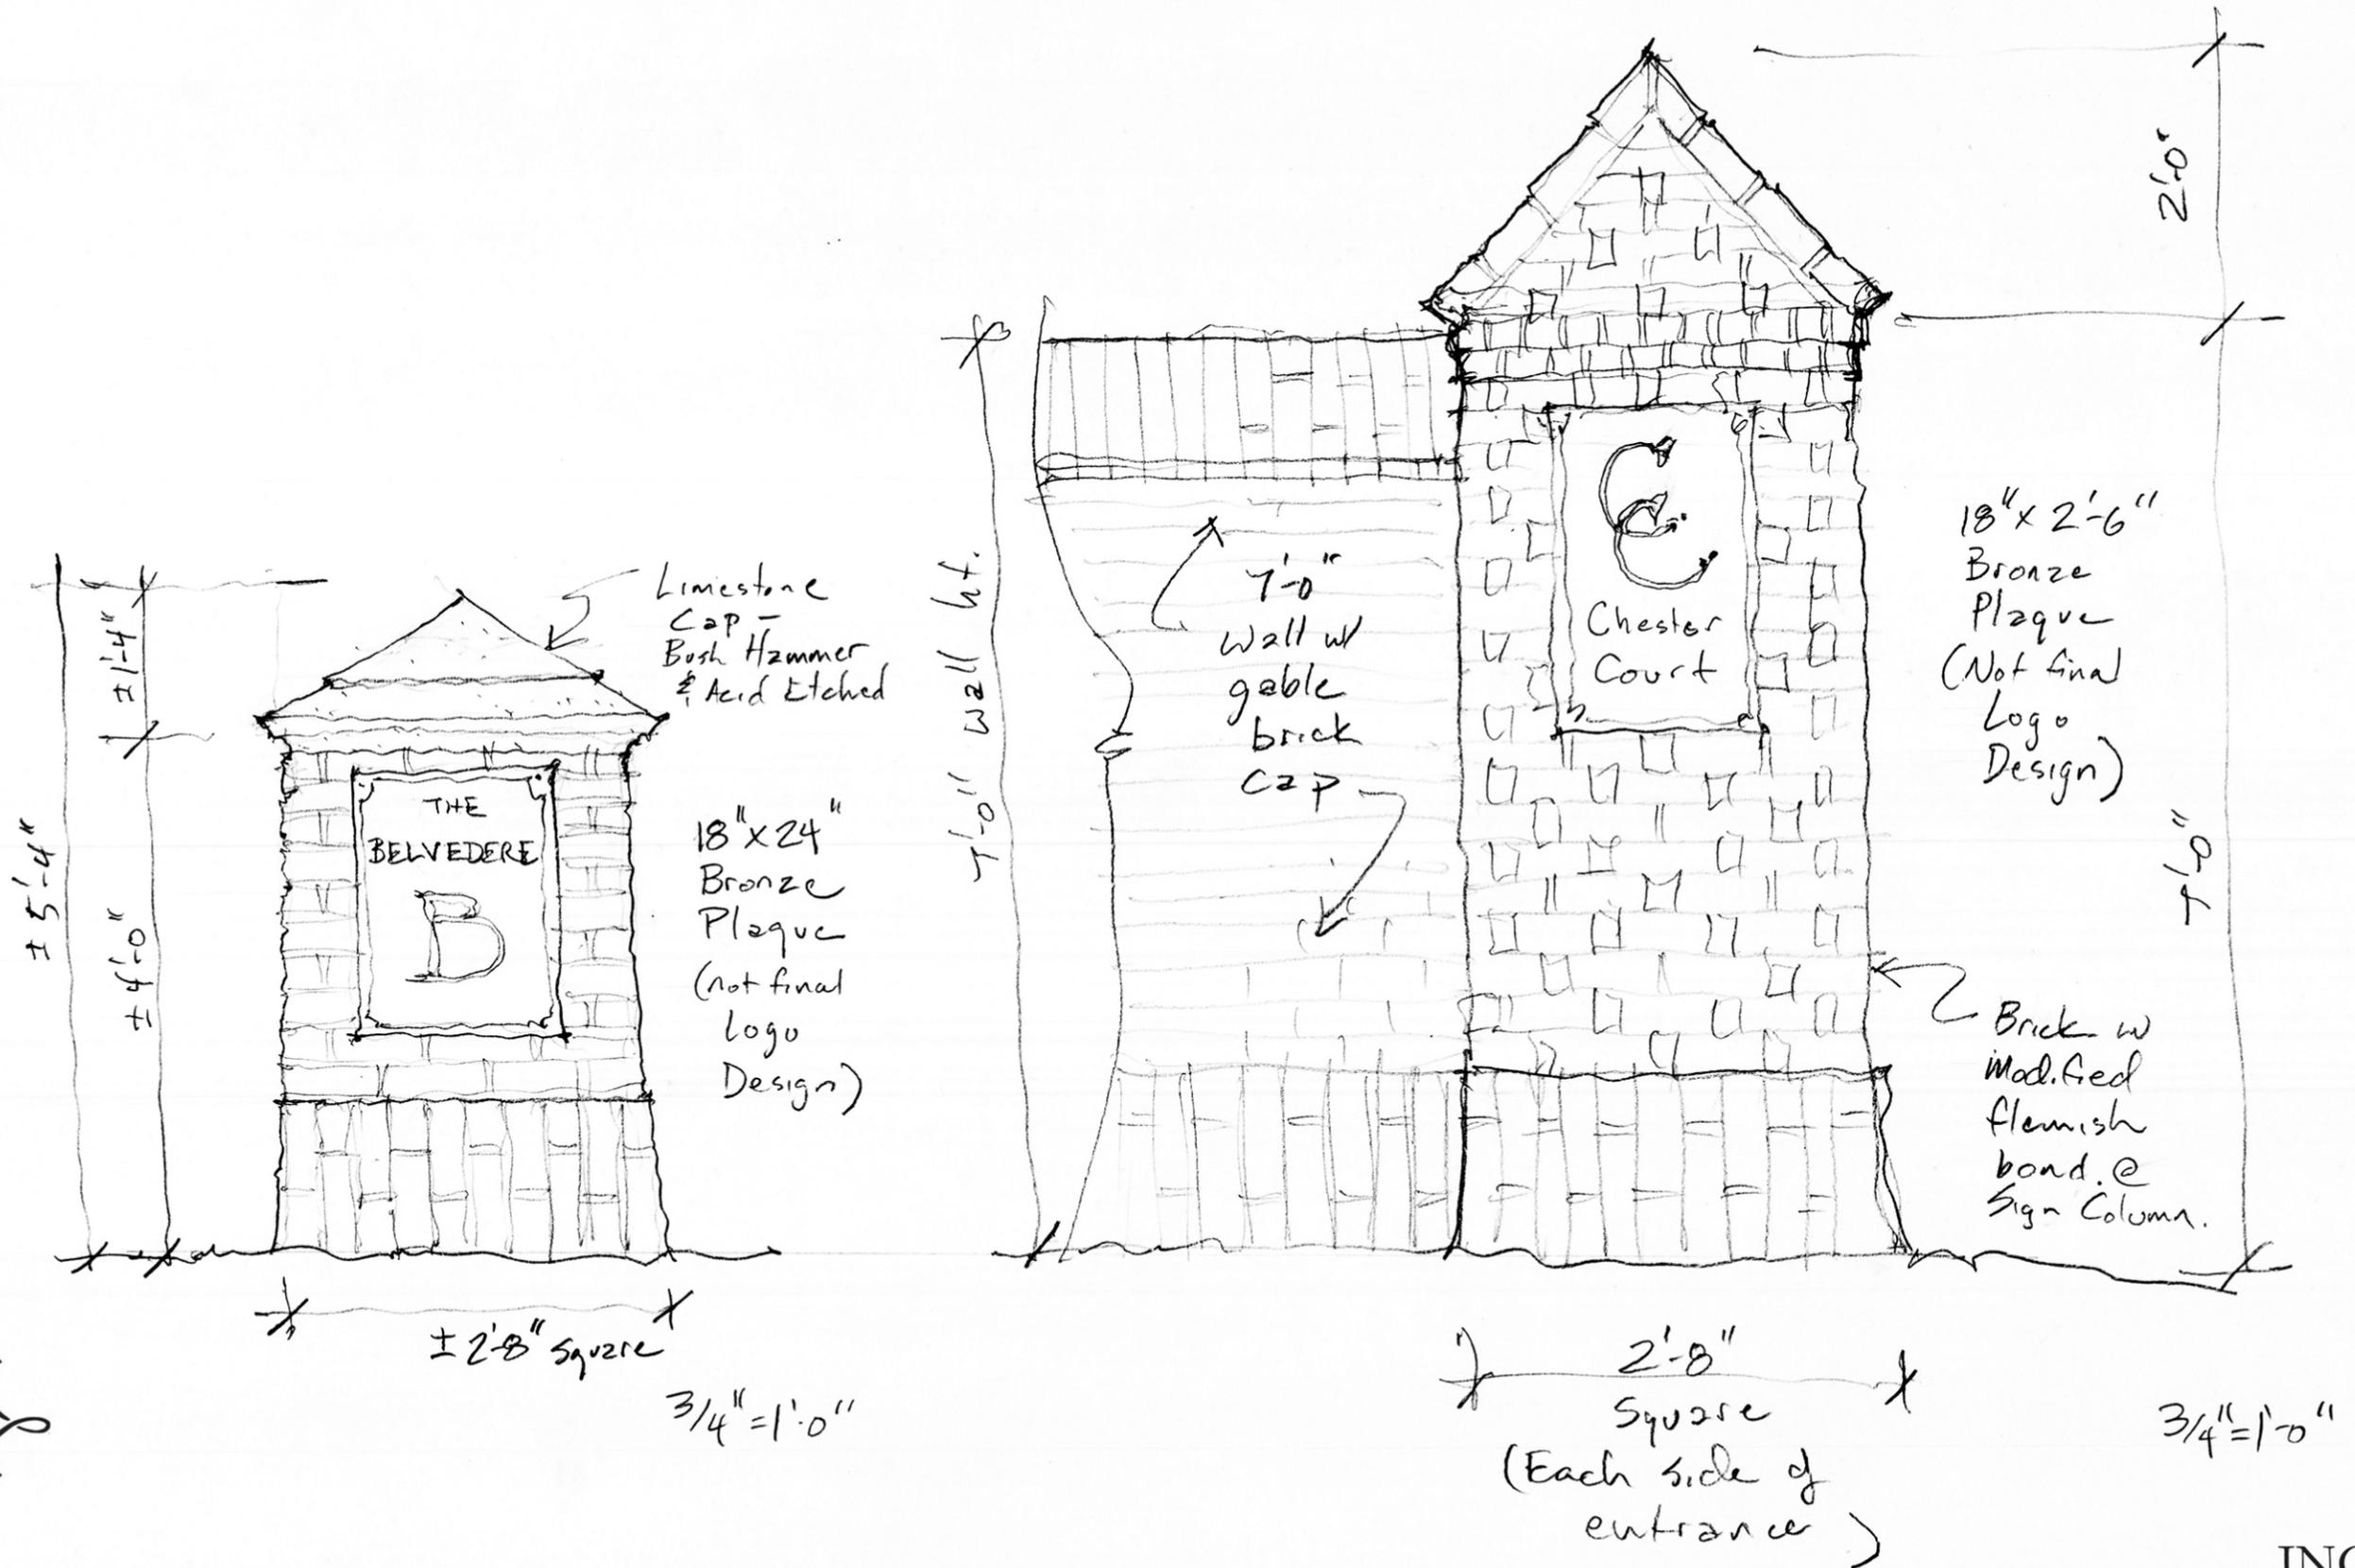 ± 5'-4"
± 1'-4"
± 4'-0"
Limestone
Cap –
Bush Hammer
& Acid Etched
THE
BELVEDERE
B
18" x 24"
Bronze
Plaque
(not final
Logo
Design)
± 2'-8" Square
3/4" = 1'-0"
7'-0" wall ht.
7'-0"
wall w/
gable
brick
cap
C C
Chester
Court
2'-0"
7'-0"
18" x 2'-6"
Bronze
Plaque
(Not final
Logo
Design)
Brick w
Modified
flemish
bond. @
Sign Column.
2'-8"
Square
(Each side of
entrance)
3/4" = 1'-0"